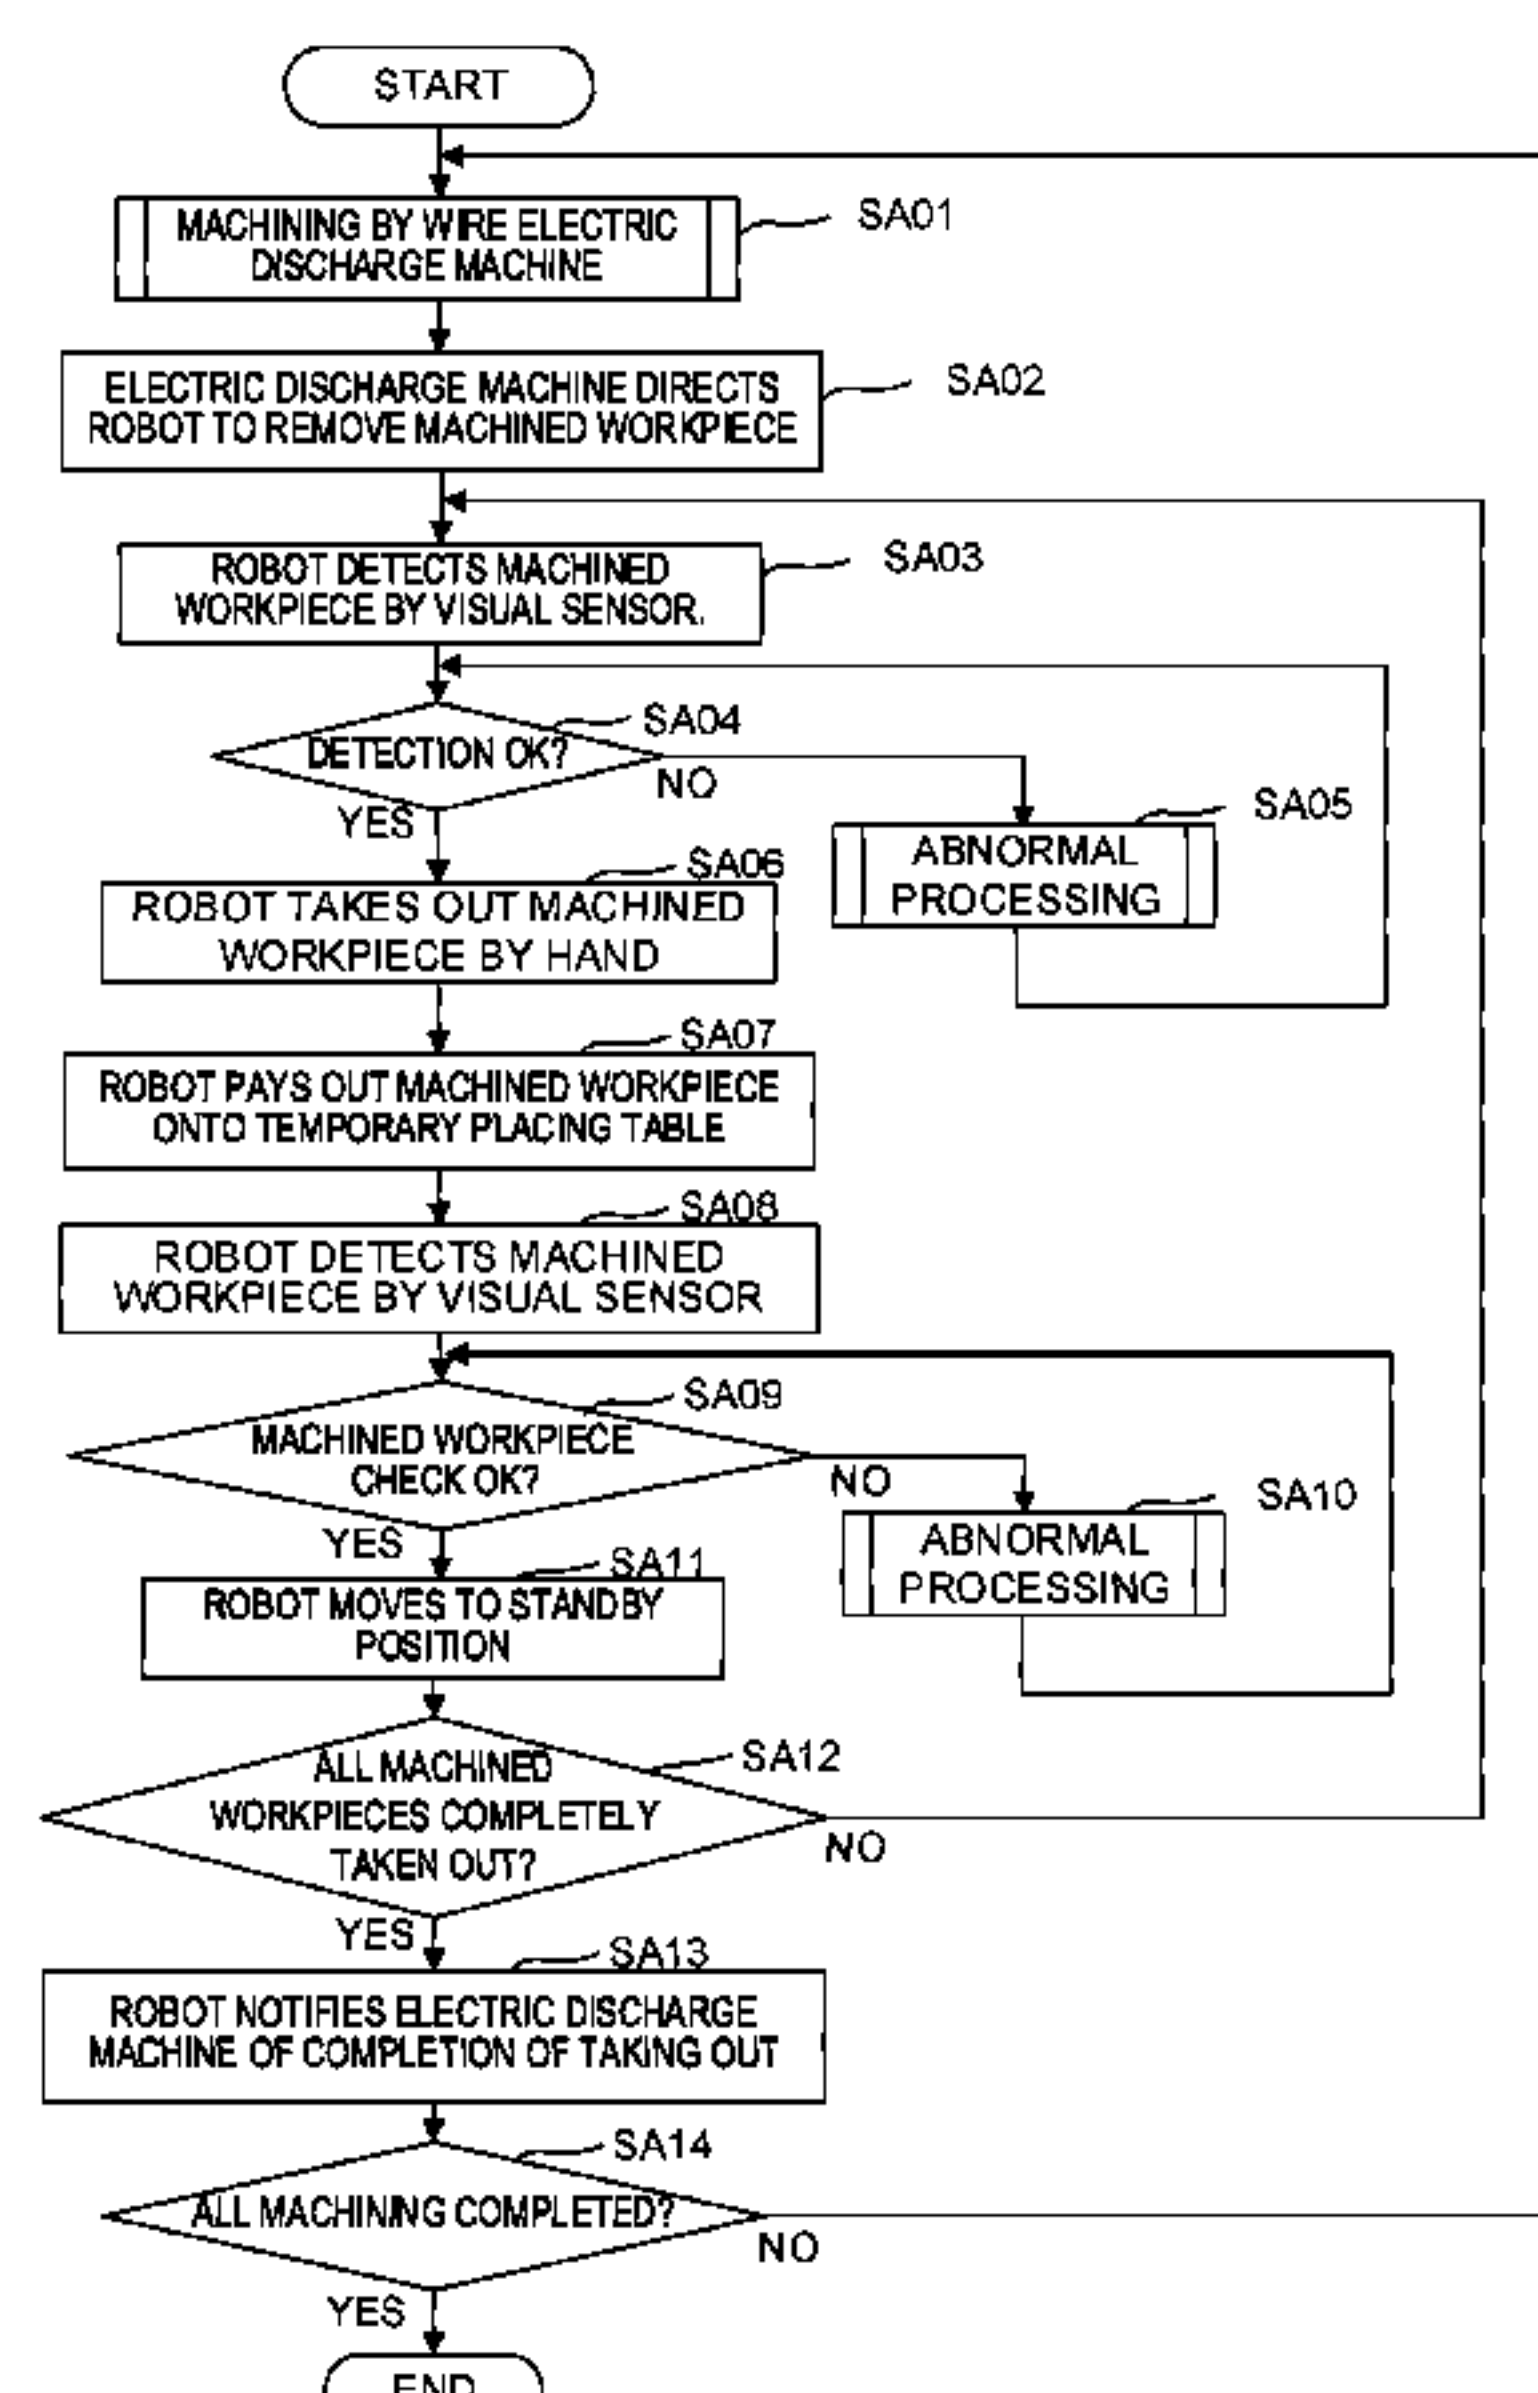 START
MACHINING BY WIRE ELECTRIC
DISCHARGE MACHINE
SA01
ELECTRIC DISCHARGE MACHINE DIRECTS
ROBOT TO REMOVE MACHINED WORKPIECE
SA02
ROBOT DETECTS MACHINED
WORKPIECE BY VISUAL SENSOR.
SA03
SA04
DETECTION OK?
NO
YES
SA05
ABNORMAL
PROCESSING
SA06
ROBOT TAKES OUT MACHINED
WORKPIECE BY HAND
SA07
ROBOT PAYS OUT MACHINED WORKPIECE
ONTO TEMPORARY PLACING TABLE
SA08
ROBOT DETECTS MACHINED
WORKPIECE BY VISUAL SENSOR
SA09
MACHINED WORKPIECE
CHECK OK?
NO
YES
SA10
ABNORMAL
PROCESSING
SA11
ROBOT MOVES TO STANDBY
POSITION
SA12
ALL MACHINED
WORKPIECES COMPLETELY
TAKEN OUT?
NO
YES
SA13
ROBOT NOTIFIES ELECTRIC DISCHARGE
MACHINE OF COMPLETION OF TAKING OUT
SA14
ALL MACHINING COMPLETED?
NO
YES
END